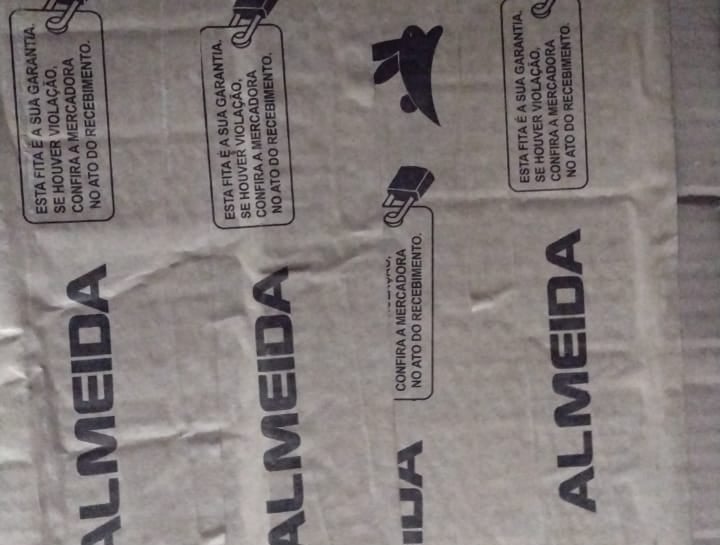 ESTA FITA É A SUA GARANTIA.
SE HOUVER VIOLAÇÃO,
CONFIRA A MERCADORA
NO ATO DO RECEBIMENTO.
ALMEIDA
ESTA FITA É A SUA GARANTIA.
SE HOUVER VIOLAÇÃO,
CONFIRA A MERCADORA
NO ATO DO RECEBIMENTO.
ALMEIDA
CONFIRA A MERCADORA
NO ATO DO RECEBIMENTO.
ESTA FITA É A SUA GARANTIA.
SE HOUVER VIOLAÇÃO,
CONFIRA A MERCADORA
NO ATO DO RECEBIMENTO.
ALMEIDA